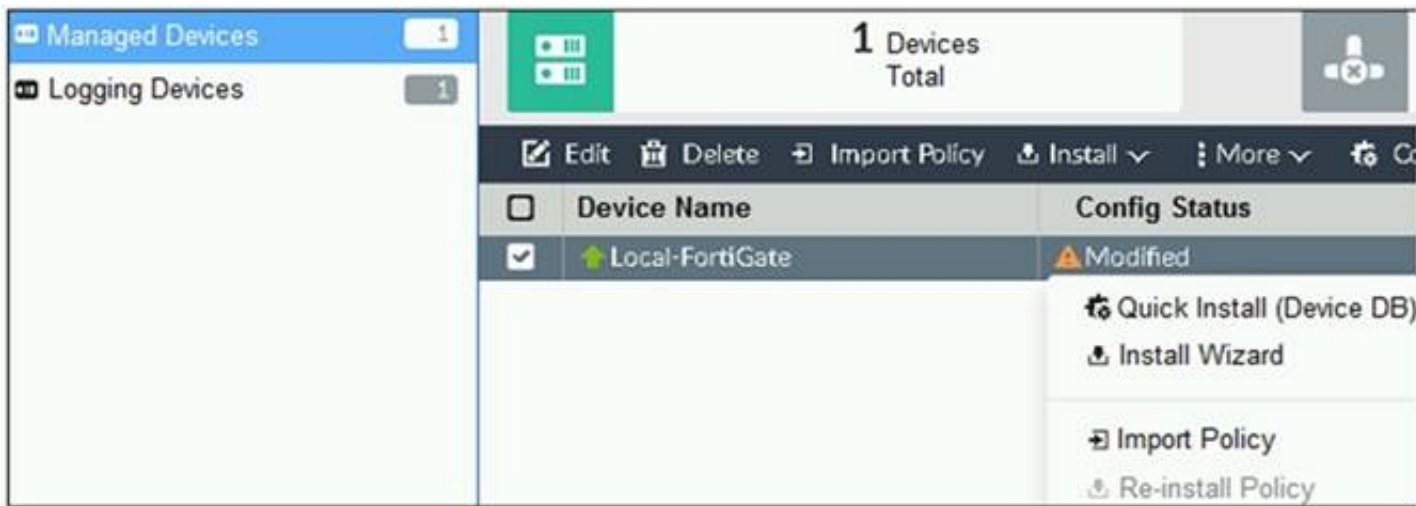 Managed Devices 1
Logging Devices 1
1 Devices
Total
Edit Delete Import Policy Install More
Device Name Config Status
Local-FortiGate Modified
Quick Install (Device DB)
Install Wizard
Import Policy
Re-install Policy